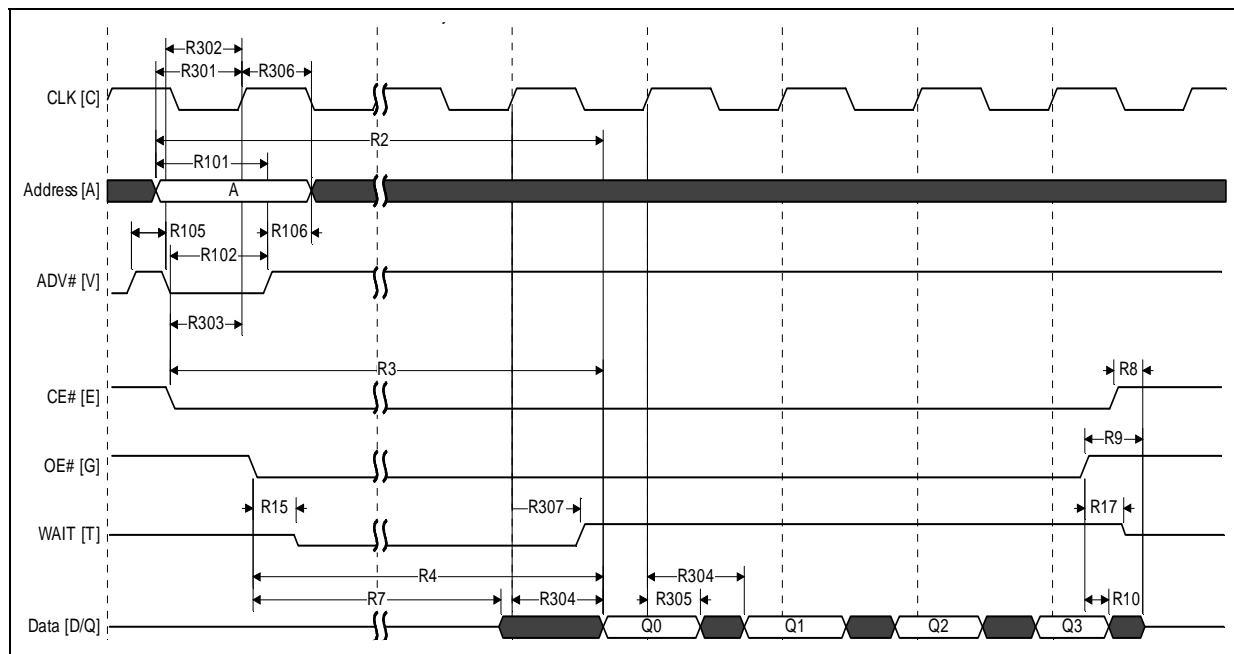 R302
R301
R306
CLK [C]
R2
R101
Address [A]
A
R105
R106
R102
ADV# [V]
R303
R3
R8
CE# [E]
R9
OE# [G]
R15
R307
R17
WAIT [T]
R4
R304
R7
R304
R305
R10
Data [D/Q]
Q0
Q1
Q2
Q3